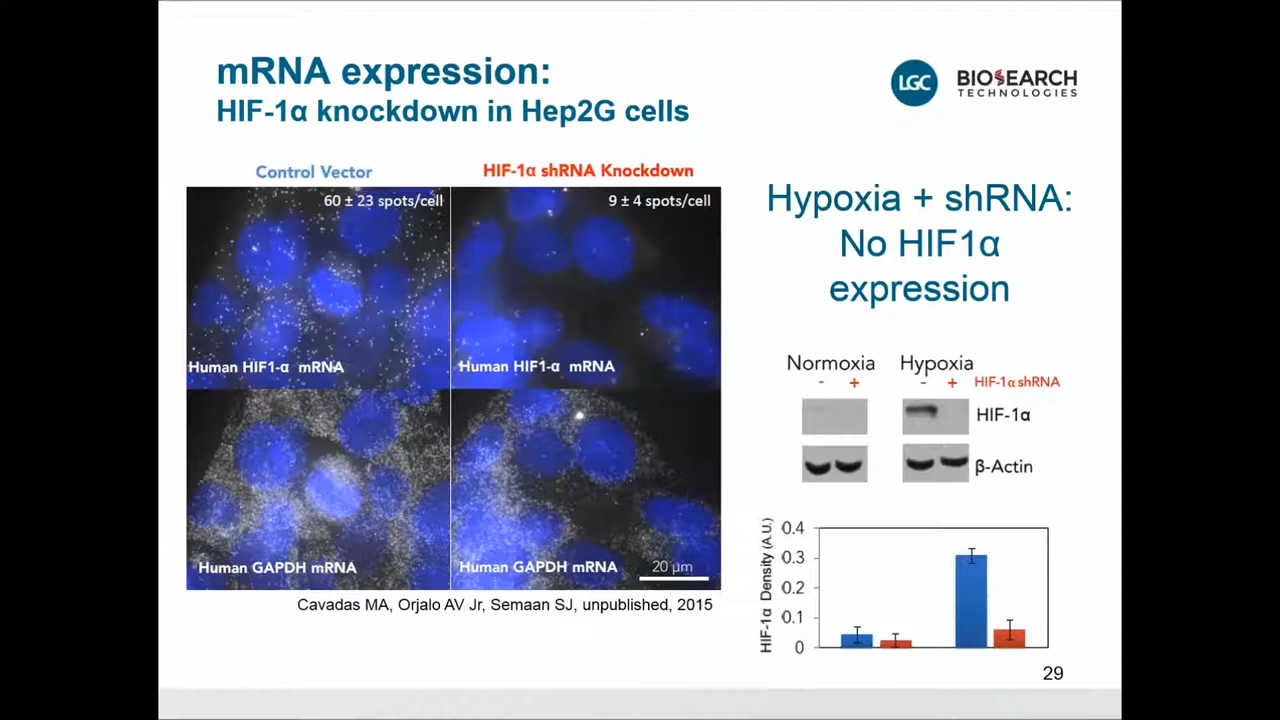 mRNA expression:
HIF-1α knockdown in Hep2G cells
LGC
BIOSEARCH
TECHNOLOGIES
Control Vector
HIF-1α shRNA Knockdown
60 ± 23 spots/cell
9 ± 4 spots/cell
Human HIF1-α mRNA
Human HIF1-α mRNA
Human GAPDH mRNA
Human GAPDH mRNA
20 µm
Cavadas MA, Orjalo AV Jr, Semaan SJ, unpublished, 2015
Hypoxia + shRNA:
No HIF1α
expression
Normoxia Hypoxia
- + - + HIF-1α shRNA
HIF-1α
β-Actin
HIF-1α Density (A.U.)
0.4
0.3
0.2
0.1
0
29